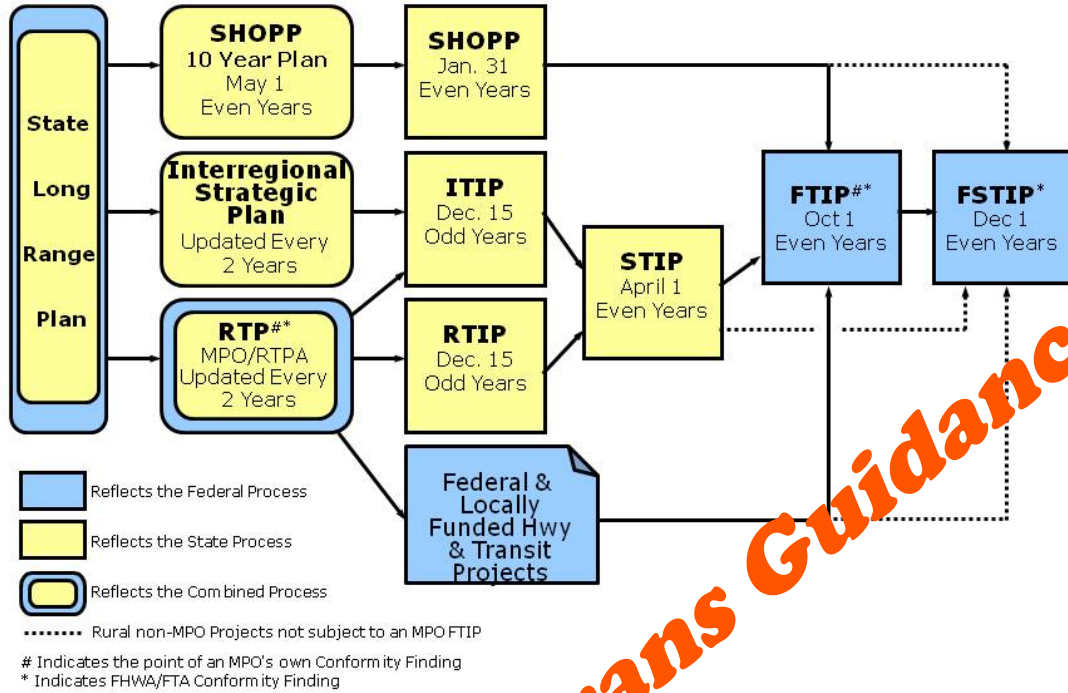 State
Long
Range
Plan
SHOPP
10 Year Plan
May 1
Even Years
SHOPP
Jan. 31
Even Years
Interregional
Strategic
Plan
Updated Every
2 Years
ITIP
Dec. 15
Odd Years
RTP#*
MPO/RTPA
Updated Every
2 Years
RTIP
Dec. 15
Odd Years
STIP
April 1
Even Years
FTIP#*
Oct 1
Even Years
FSTIP*
Dec 1
Even Years
Federal &
Locally
Funded Hwy
& Transit
Projects
Reflects the Federal Process
Reflects the State Process
Reflects the Combined Process
Rural non-MPO Projects not subject to an MPO FTIP
# Indicates the point of an MPO's own Conformity Finding
* Indicates FHWA/FTA Conformity Finding
ans Guidanc